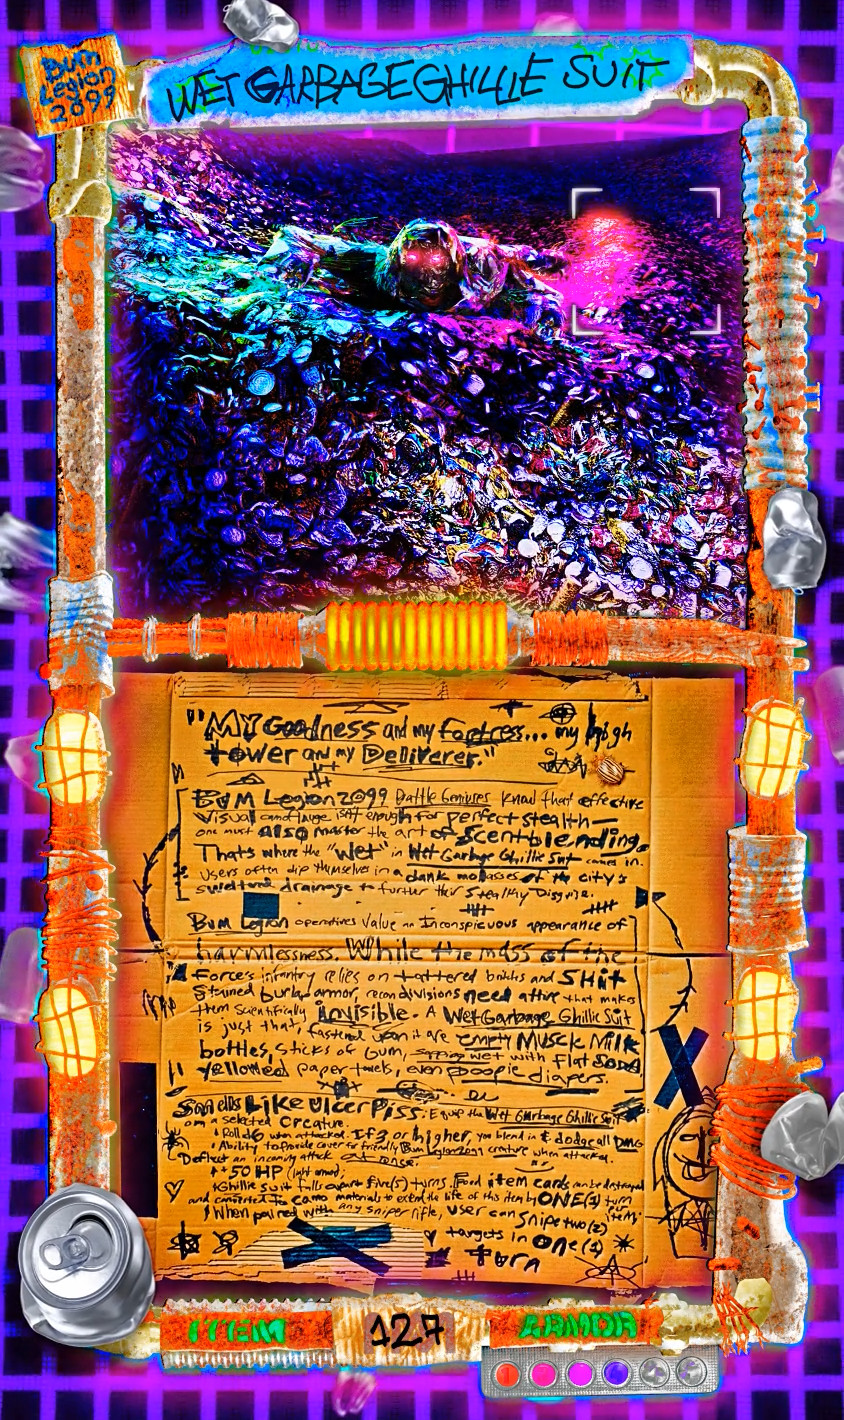 Bum
Legion
2099
WET GARBAGE GHILLIE SUIT
"MY Goodness and my fortress... my high
tower and my Deliverer."
BUM Legion 2099 Battle Geniuses know that effective
visual camouflage isn't enough for perfect stealth—
one must also master the art of scent blending.
Thats where the "wet" in Wet Garbage Ghillie Suit comes in.
Users often dip themselves in a dank molasses of the city's
drainage to further their stealthy Disguise.
Bum Legion operatives value an Inconspicuous appearance of
harmlessness. While the mass of the
Force's infantry relies on tattered britches and SHit
Stained burlap armor, recon divisions need attire that makes
them Scientifically invisible. A Wet Garbage Ghillie Suit
is just that, fastened upon it are empty MUSCK MILK
bottles, sticks of Gum, sopping wet with flat SODA
yellowed paper towels, even poopie diapers.
Smells Like ulcer Piss: Equip the Wet Garbage Ghillie Suit
on a selected creature.
Roll d6 when attacked. If 3 or higher, you blend in & dodge all DMG
Ability to provide cover for friendly Bum Legion 2099 creature when attacked.
Deflect an incoming attack at range.
+50 HP
Ghillie suit falls apart five(5) turns. Food item cards can be destroyed
and converted to camo materials to extend the life of this item by ONE(1) turn
per item.
When paired with any sniper rifle, user can snipe two(2)
targets in one(1)
turn
ITEM
127
ARMOR